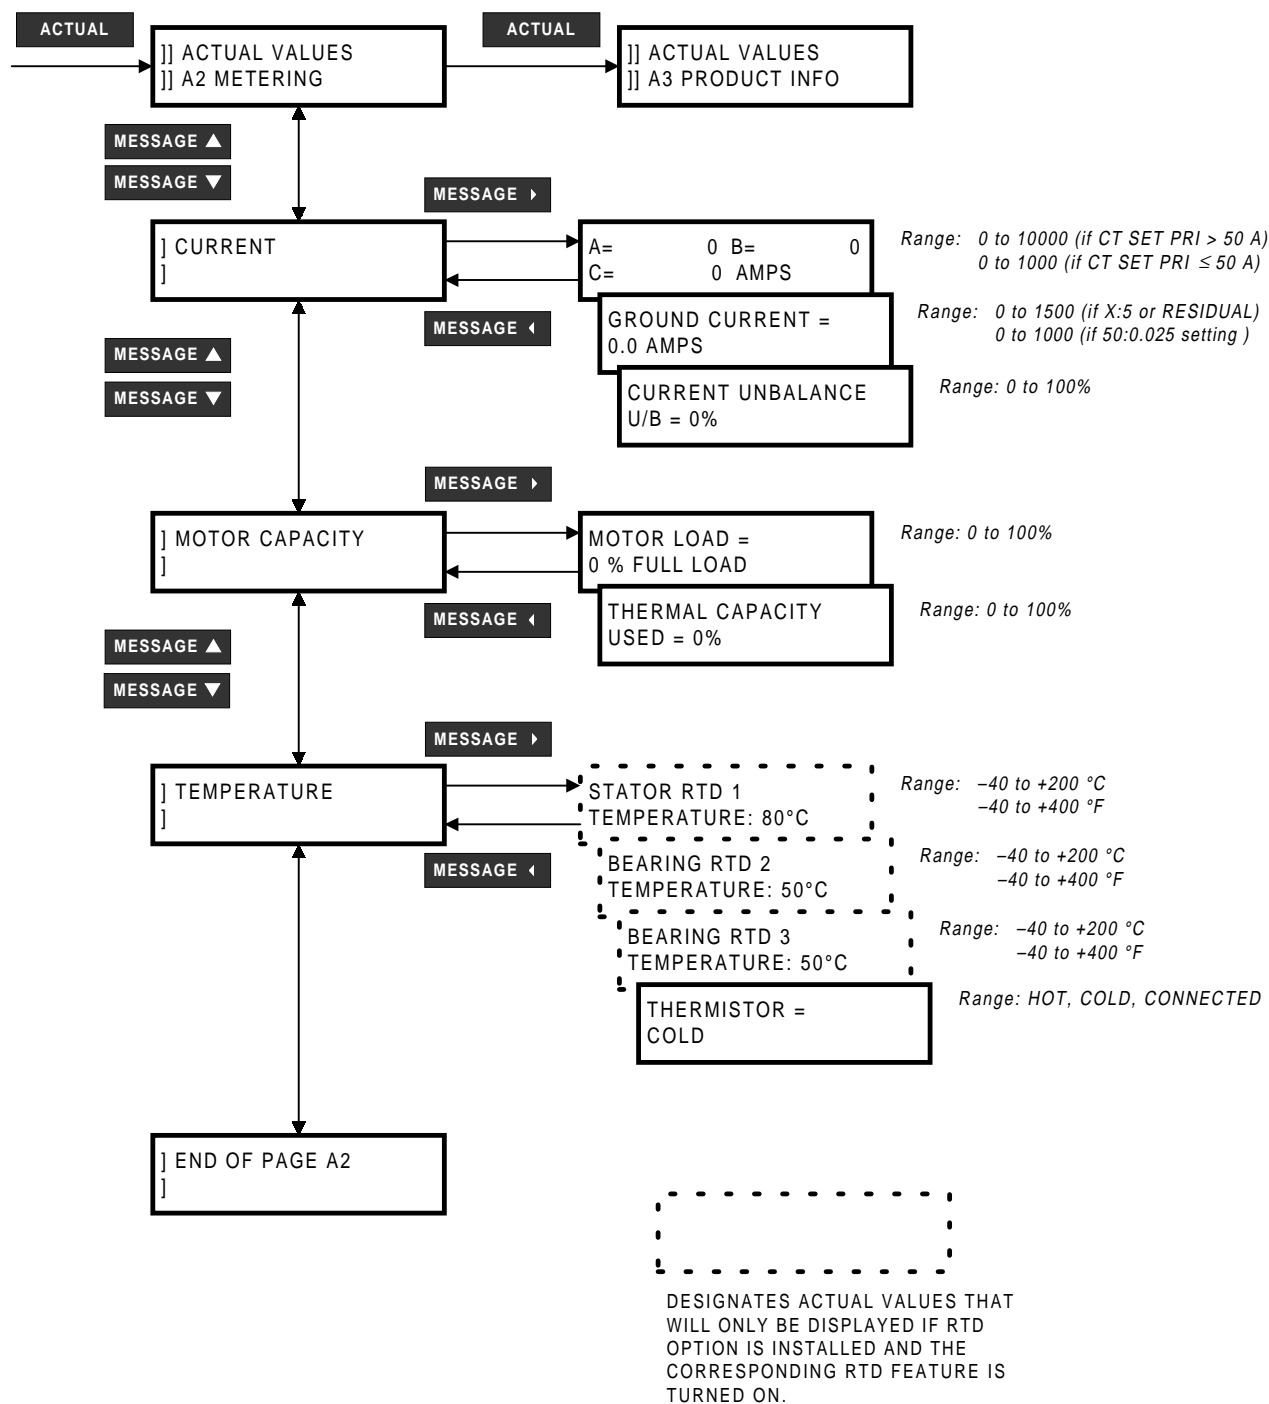 ACTUAL
ACTUAL
]] ACTUAL VALUES
]] A2 METERING
]] ACTUAL VALUES
]] A3 PRODUCT INFO
MESSAGE ▲
MESSAGE ▼
MESSAGE ▸
] CURRENT
]
A= 0 B= 0
C= 0 AMPS
Range: 0 to 10000 (if CT SET PRI > 50 A)
0 to 1000 (if CT SET PRI ≤ 50 A)
MESSAGE ◂
GROUND CURRENT =
0.0 AMPS
Range: 0 to 1500 (if X:5 or RESIDUAL)
0 to 1000 (if 50:0.025 setting )
MESSAGE ▲
MESSAGE ▼
CURRENT UNBALANCE
U/B = 0%
Range: 0 to 100%
MESSAGE ▸
] MOTOR CAPACITY
]
MOTOR LOAD =
0 % FULL LOAD
Range: 0 to 100%
MESSAGE ◂
THERMAL CAPACITY
USED = 0%
Range: 0 to 100%
MESSAGE ▲
MESSAGE ▼
MESSAGE ▸
] TEMPERATURE
]
STATOR RTD 1
TEMPERATURE: 80°C
Range: –40 to +200 °C
–40 to +400 °F
MESSAGE ◂
BEARING RTD 2
TEMPERATURE: 50°C
Range: –40 to +200 °C
–40 to +400 °F
BEARING RTD 3
TEMPERATURE: 50°C
Range: –40 to +200 °C
–40 to +400 °F
THERMISTOR =
COLD
Range: HOT, COLD, CONNECTED
] END OF PAGE A2
]
DESIGNATES ACTUAL VALUES THAT
WILL ONLY BE DISPLAYED IF RTD
OPTION IS INSTALLED AND THE
CORRESPONDING RTD FEATURE IS
TURNED ON.